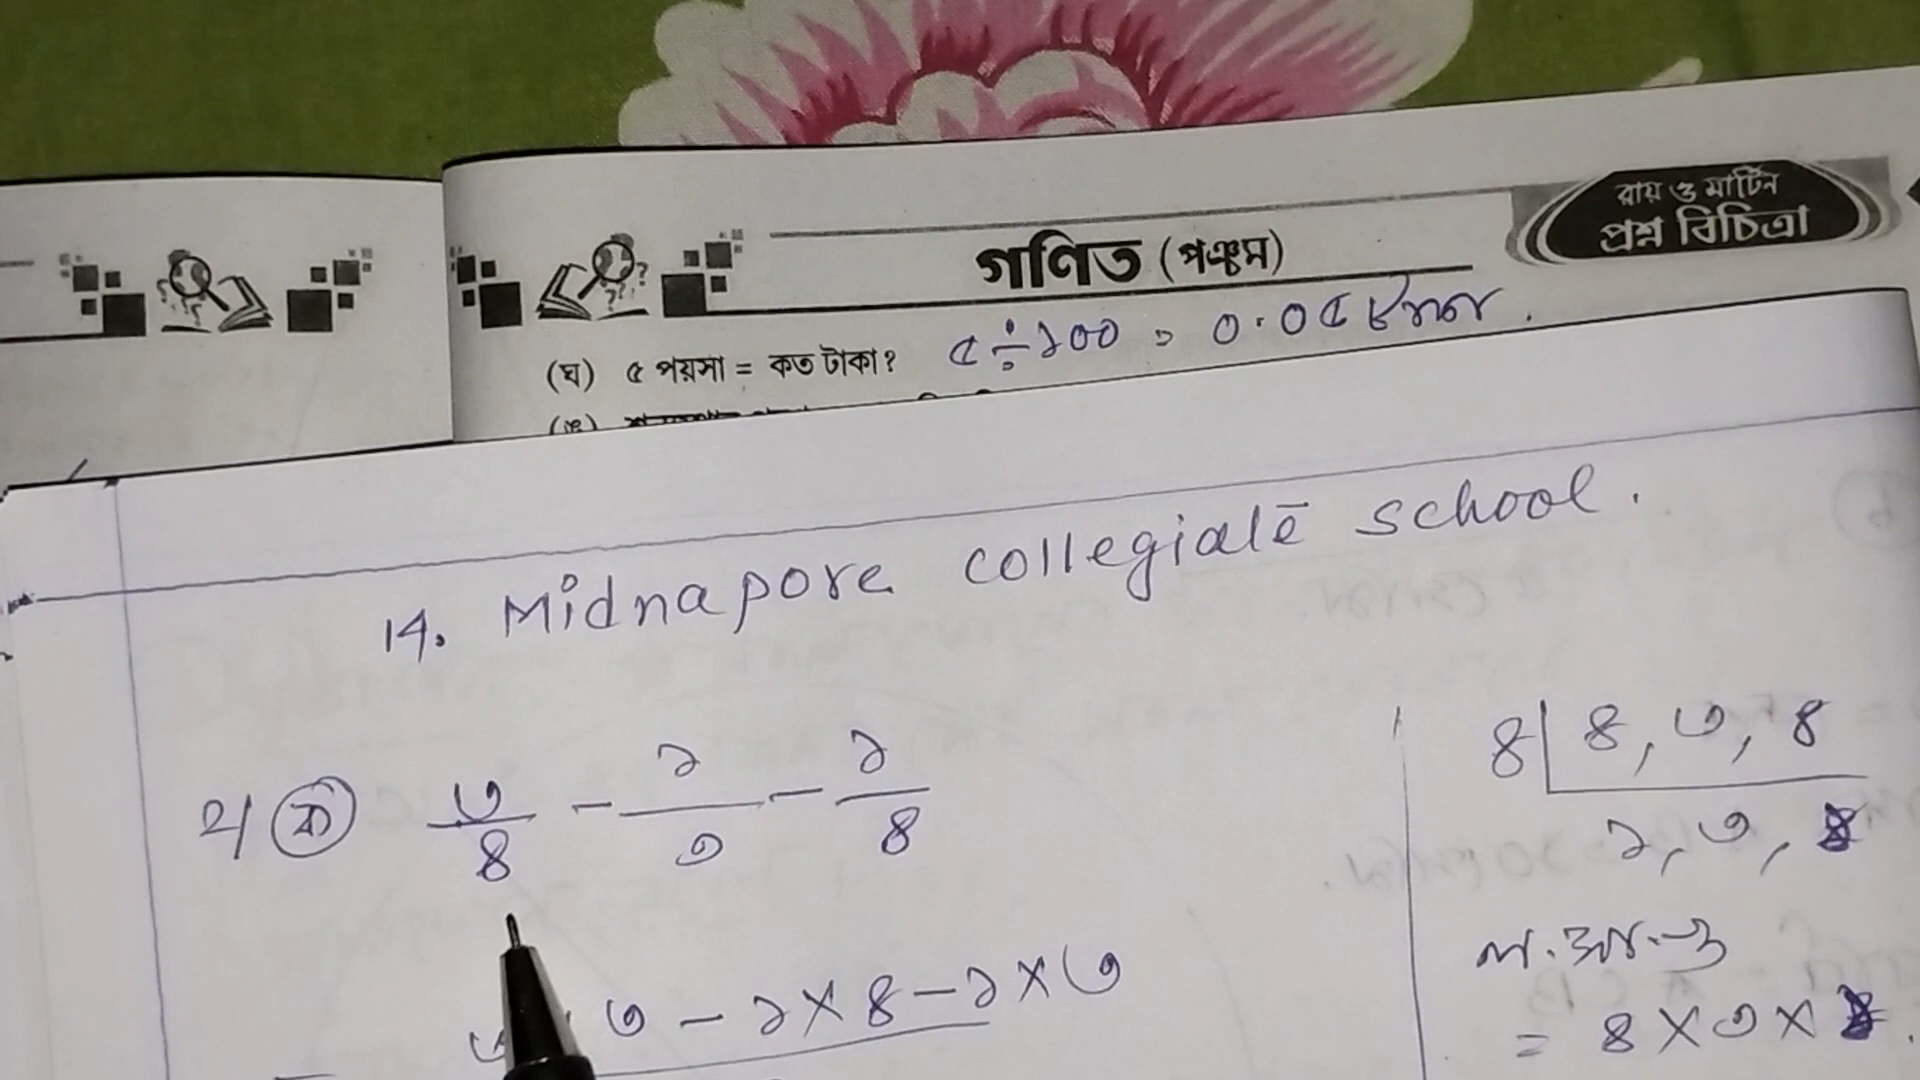 রায় ও মার্টিন
প্রশ্ন বিচিত্রা
গণিত (পঞ্চম)
(ঘ) ৫ পয়সা = কত টাকা? ৫ ÷ ১০০ = ০.০৫ টাকা.
(ঙ)
14. Midnapore collegiate school.
২। (ক) ৩/৪ - ১/৩ - ১/৪
৪ | ৪, ৩, ৪
১, ৩, ১
ল.সা.গু
= ৪ × ৩ × ১.
৩ - ১ × ৪ - ১ × ৩